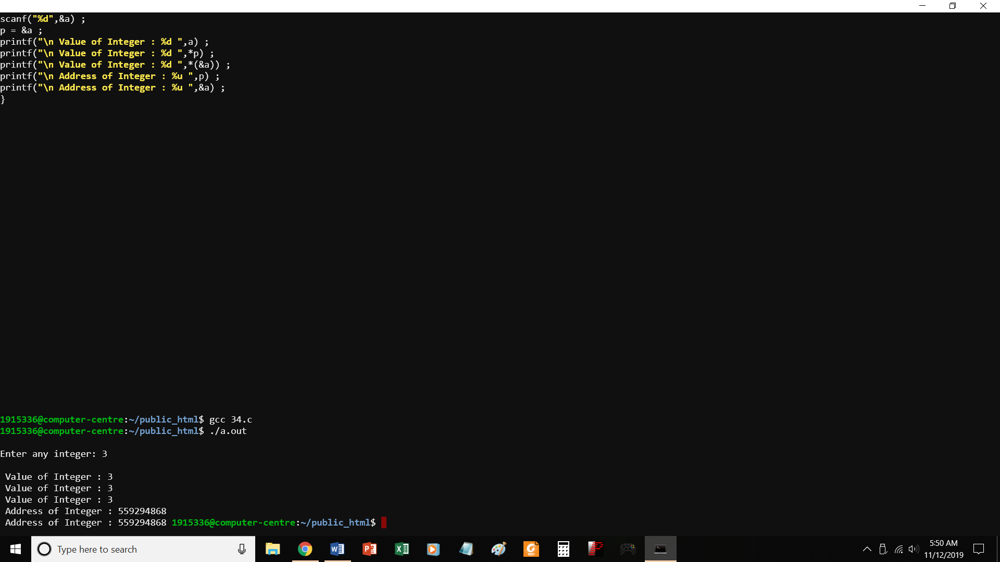 scanf("%d",&a) ;
p = &a ;
printf("\n Value of Integer : %d ",a) ;
printf("\n Value of Integer : %d ",*p) ;
printf("\n Value of Integer : %d ",*(&a)) ;
printf("\n Address of Integer : %u ",p) ;
printf("\n Address of Integer : %u ",&a) ;
}
1915336@computer-centre:~/public_html$ gcc 34.c
1915336@computer-centre:~/public_html$ ./a.out
Enter any integer: 3
Value of Integer : 3
Value of Integer : 3
Value of Integer : 3
Address of Integer : 559294868
Address of Integer : 559294868 1915336@computer-centre:~/public_html$
Type here to search
5:50 AM
11/12/2019